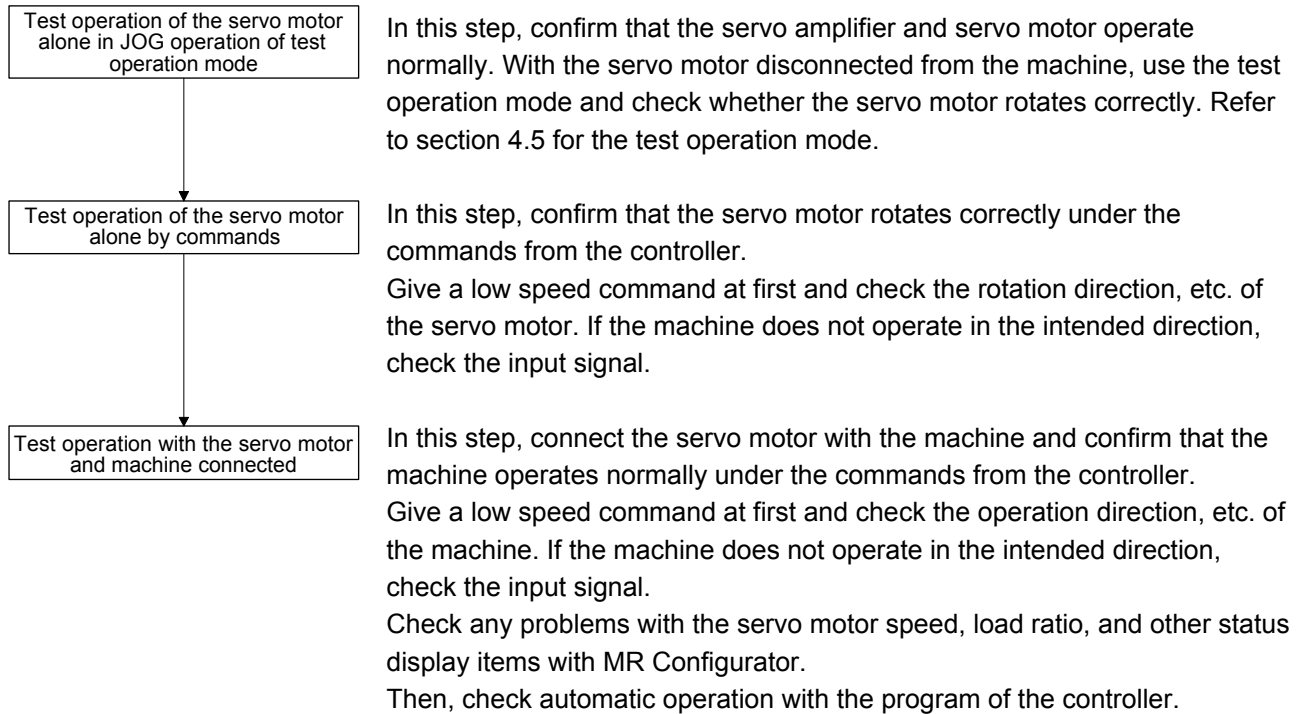 Test operation of the servo motor
alone in JOG operation of test
operation mode
In this step, confirm that the servo amplifier and servo motor operate
normally. With the servo motor disconnected from the machine, use the test
operation mode and check whether the servo motor rotates correctly. Refer
to section 4.5 for the test operation mode.
Test operation of the servo motor
alone by commands
In this step, confirm that the servo motor rotates correctly under the
commands from the controller.
Give a low speed command at first and check the rotation direction, etc. of
the servo motor. If the machine does not operate in the intended direction,
check the input signal.
Test operation with the servo motor
and machine connected
In this step, connect the servo motor with the machine and confirm that the
machine operates normally under the commands from the controller.
Give a low speed command at first and check the operation direction, etc. of
the machine. If the machine does not operate in the intended direction,
check the input signal.
Check any problems with the servo motor speed, load ratio, and other status
display items with MR Configurator.
Then, check automatic operation with the program of the controller.